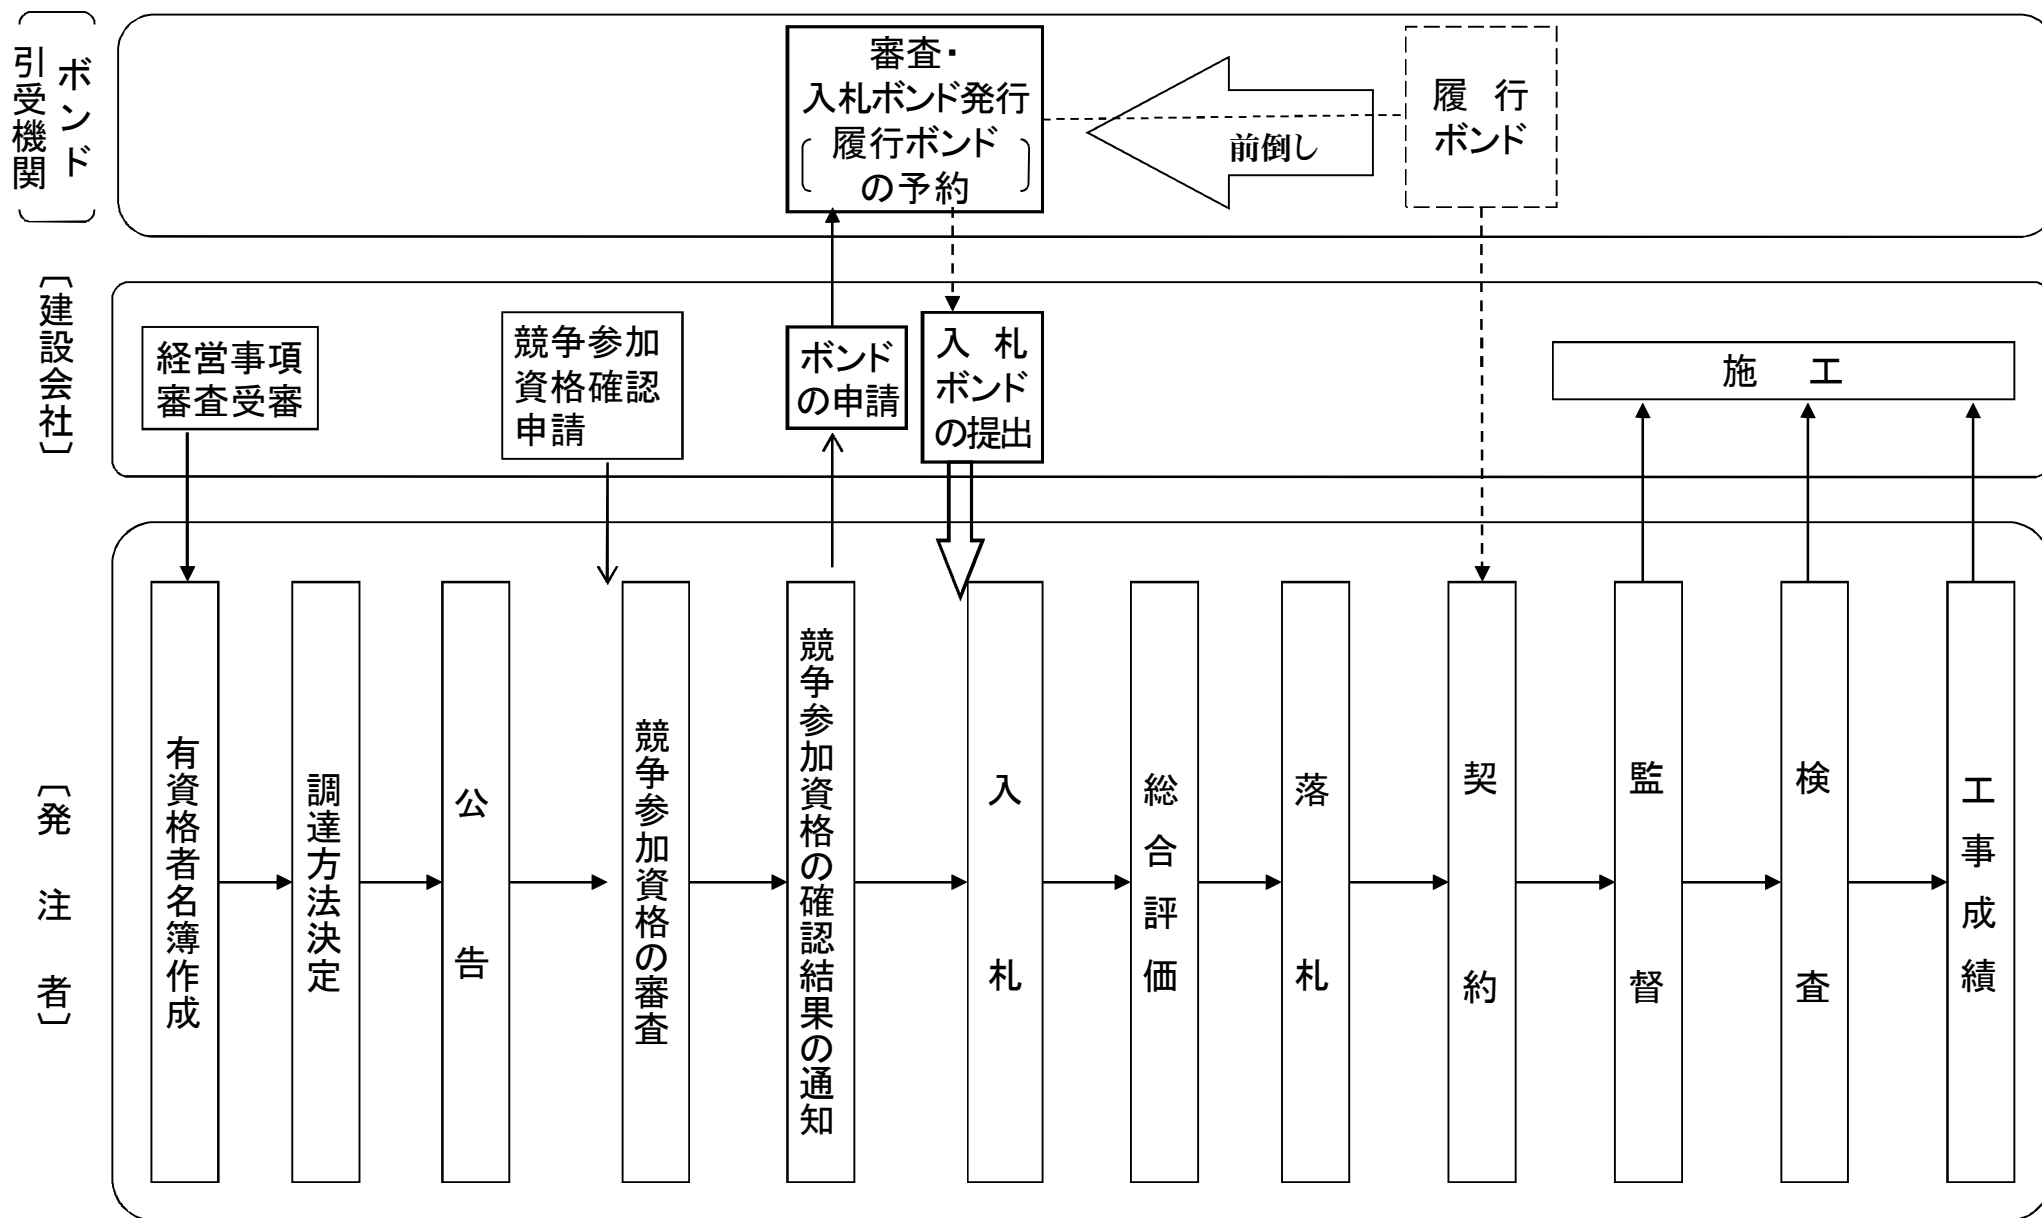 〔ボンド
引受機関〕
審査・
入札ボンド発行
履行ボンド
の予約
前倒し
履 行
ボンド
〔建設会社〕
経営事項
審査受審
競争参加
資格確認
申請
ボンド
の申請
入 札
ボンド
の提出
施 工
〔発 注 者〕
有資格者名簿作成
調達方法決定
公 告
競争参加資格の審査
競争参加資格の確認結果の通知
入 札
総合評価
落 札
契 約
監 督
検 査
工事成績